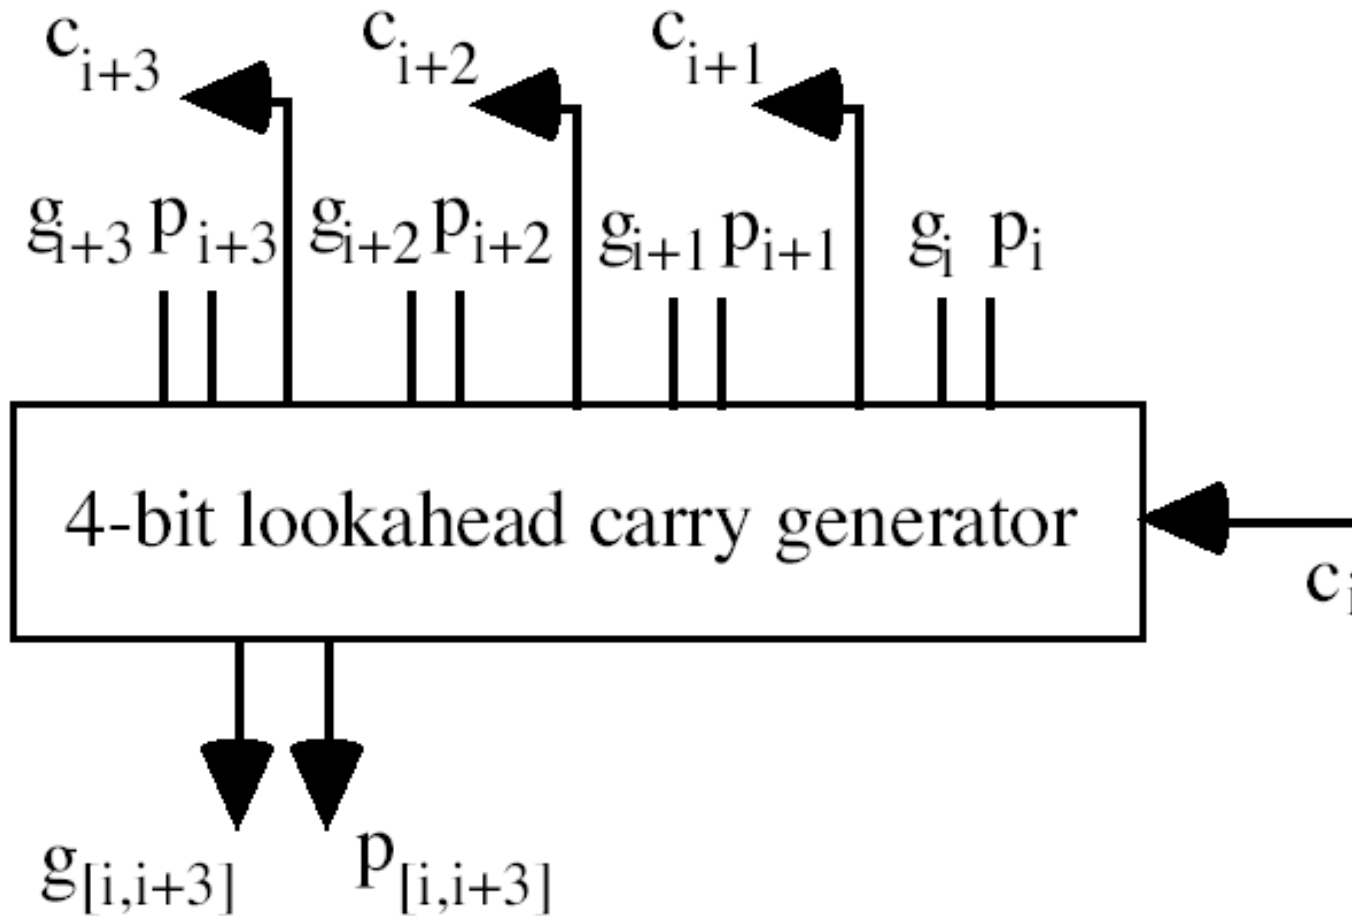 c_{i+3} c_{i+2} c_{i+1}
g_{i+3} p_{i+3} g_{i+2} p_{i+2} g_{i+1} p_{i+1} g_i p_i
4-bit lookahead carry generator
c_i
g_{[i,i+3]} p_{[i,i+3]}